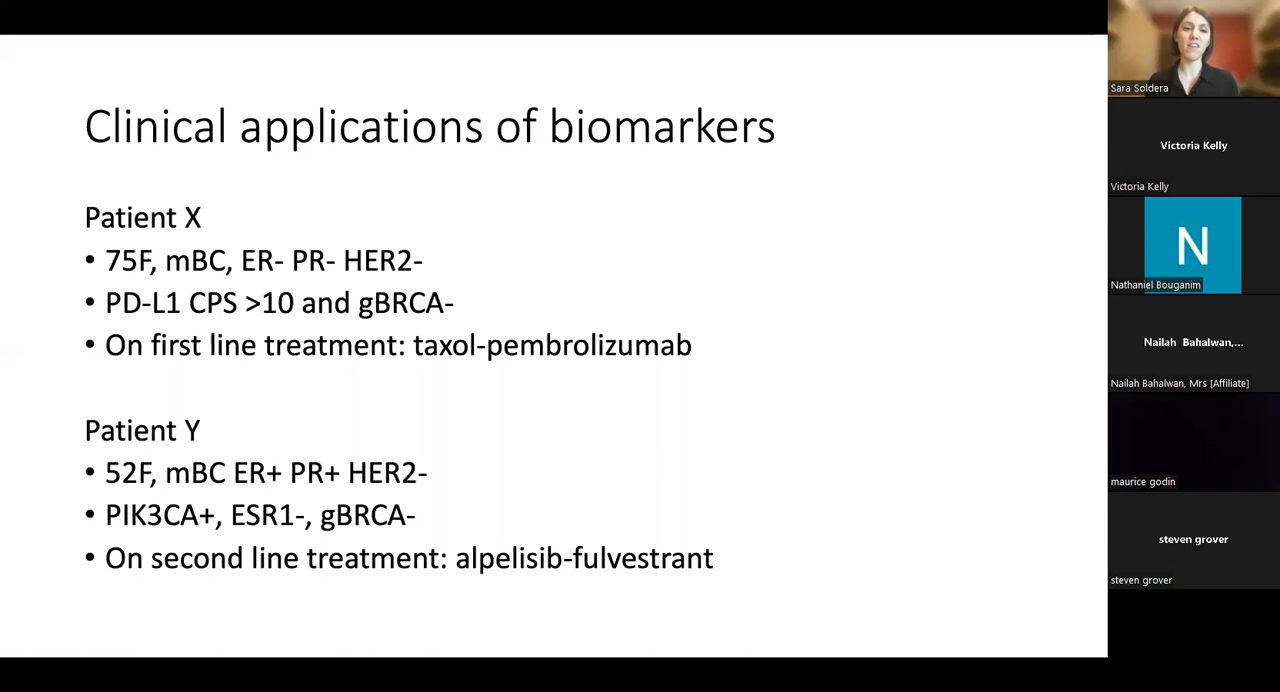 Clinical applications of biomarkers
Patient X
• 75F, mBC, ER- PR- HER2-
• PD-L1 CPS >10 and gBRCA-
• On first line treatment: taxol-pembrolizumab
Patient Y
• 52F, mBC ER+ PR+ HER2-
• PIK3CA+, ESR1-, gBRCA-
• On second line treatment: alpelisib-fulvestrant
Sara Soldera
Victoria Kelly
Victoria Kelly
N
Nathaniel Bouganim
Nailah Bahalwan,...
Nailah Bahalwan, Mrs [Affiliate]
maurice godin
steven grover
steven grover